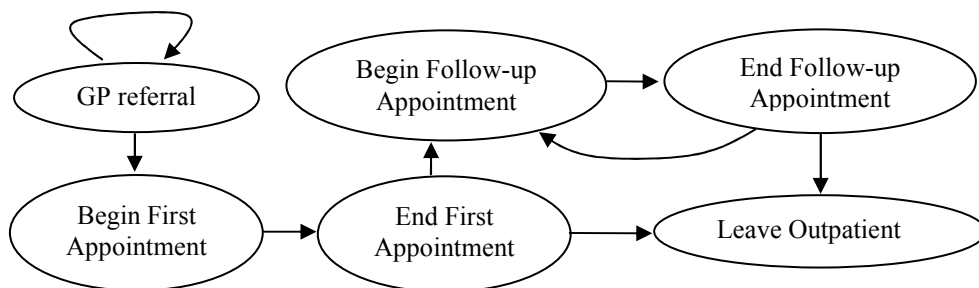 GP referral
Begin Follow-up
Appointment
End Follow-up
Appointment
Begin First
Appointment
End First
Appointment
Leave Outpatient